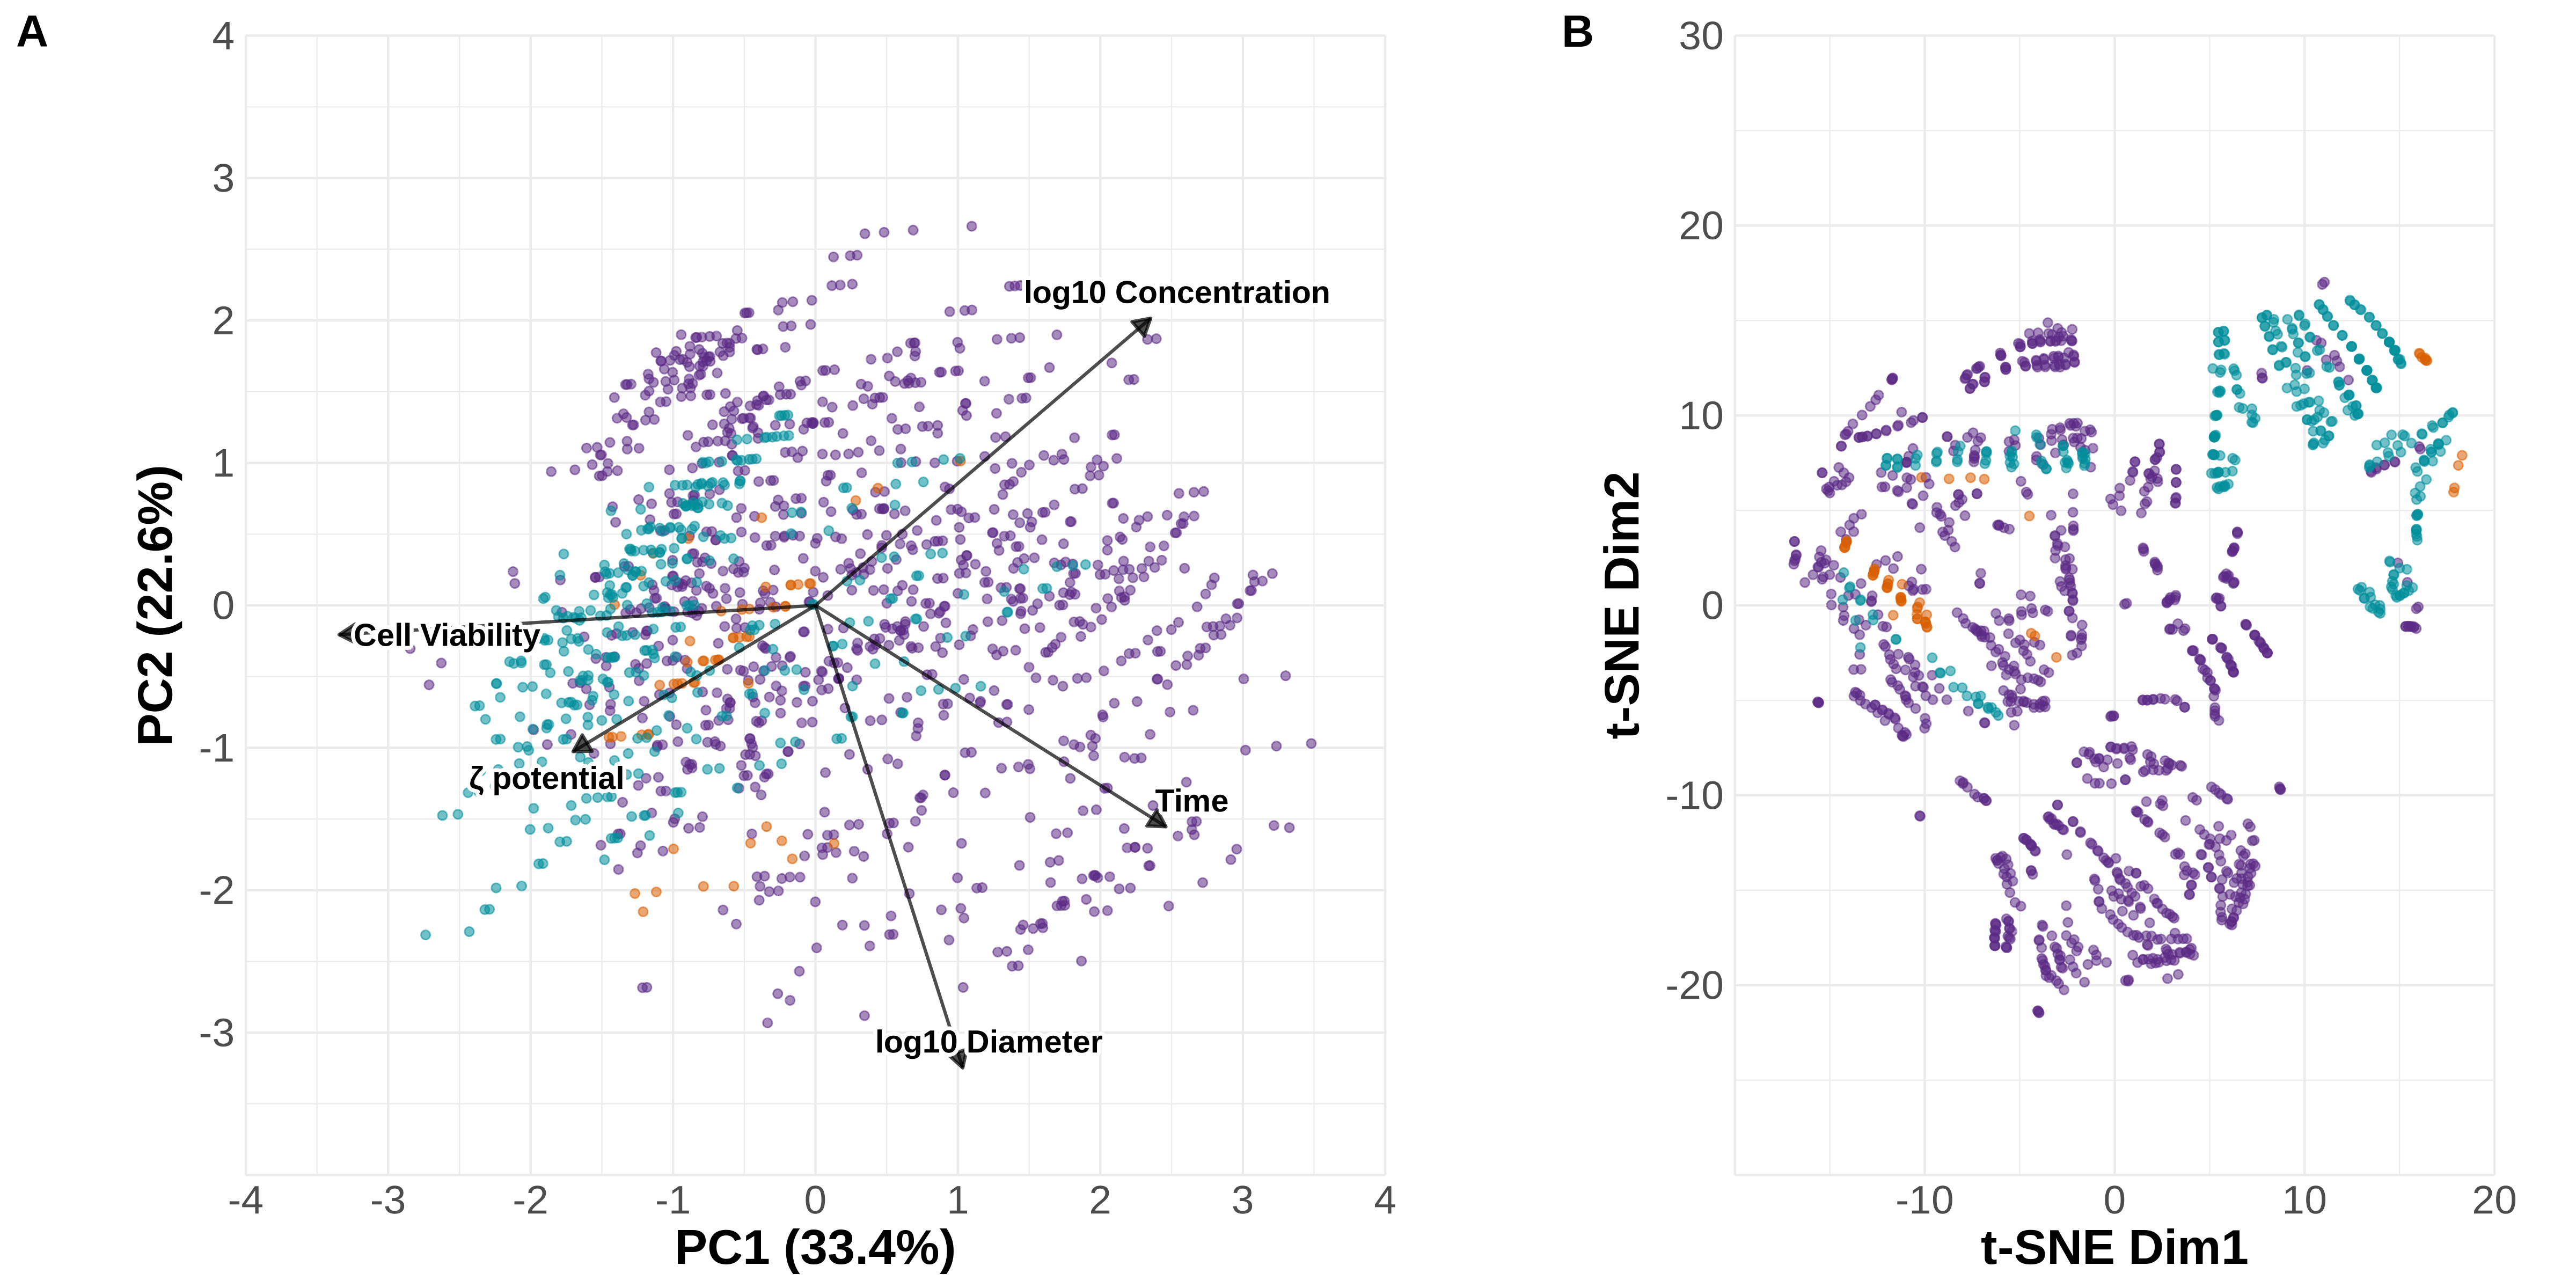 A
B
4
3
2
1
0
-1
-2
-3
-4
-3
-2
-1
0
1
2
3
4
PC2 (22.6%)
PC1 (33.4%)
log10 Concentration
Cell Viability
ζ potential
Time
log10 Diameter
30
20
10
0
-10
-20
-10
0
10
20
t-SNE Dim2
t-SNE Dim1